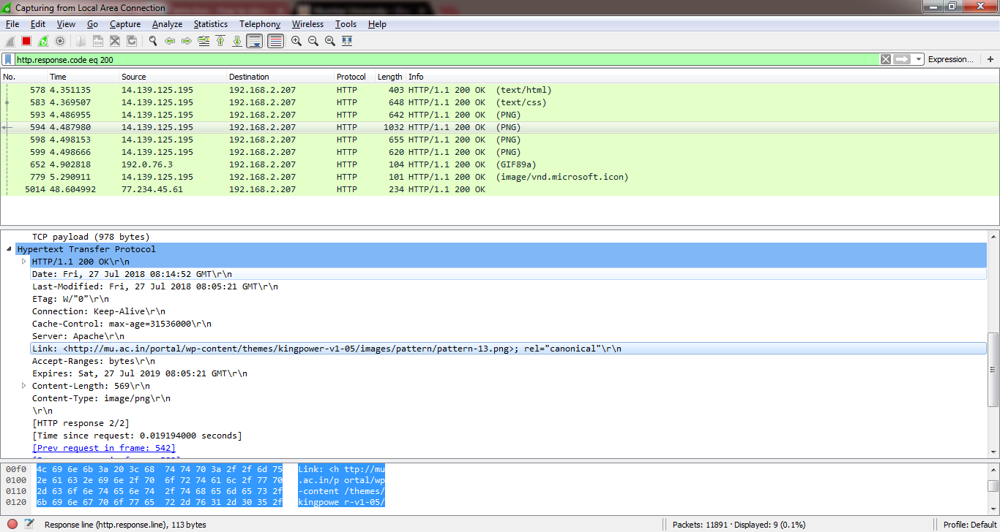 Capturing from Local Area Connection
File Edit View Go Capture Analyze Statistics Telephony Wireless Tools Help
http.response.code eq 200 Expression... +
No. Time Source Destination Protocol Length Info
578 4.351135 14.139.125.195 192.168.2.207 HTTP 403 HTTP/1.1 200 OK (text/html)
583 4.369507 14.139.125.195 192.168.2.207 HTTP 648 HTTP/1.1 200 OK (text/css)
593 4.486955 14.139.125.195 192.168.2.207 HTTP 642 HTTP/1.1 200 OK (PNG)
594 4.487980 14.139.125.195 192.168.2.207 HTTP 1032 HTTP/1.1 200 OK (PNG)
598 4.498153 14.139.125.195 192.168.2.207 HTTP 655 HTTP/1.1 200 OK (PNG)
599 4.498666 14.139.125.195 192.168.2.207 HTTP 620 HTTP/1.1 200 OK (PNG)
652 4.902818 192.0.76.3 192.168.2.207 HTTP 104 HTTP/1.1 200 OK (GIF89a)
779 5.290911 14.139.125.195 192.168.2.207 HTTP 101 HTTP/1.1 200 OK (image/vnd.microsoft.icon)
5014 48.604992 77.234.45.61 192.168.2.207 HTTP 234 HTTP/1.1 200 OK
TCP payload (978 bytes)
Hypertext Transfer Protocol
HTTP/1.1 200 OK\r\n
Date: Fri, 27 Jul 2018 08:14:52 GMT\r\n
Last-Modified: Fri, 27 Jul 2018 08:05:21 GMT\r\n
ETag: W/"0"\r\n
Connection: Keep-Alive\r\n
Cache-Control: max-age=31536000\r\n
Server: Apache\r\n
Link: <http://mu.ac.in/portal/wp-content/themes/kingpower-v1-05/images/pattern/pattern-13.png>; rel="canonical"\r\n
Accept-Ranges: bytes\r\n
Expires: Sat, 27 Jul 2019 08:05:21 GMT\r\n
Content-Length: 569\r\n
Content-Type: image/png\r\n
\r\n
[HTTP response 2/2]
[Time since request: 0.019194000 seconds]
[Prev request in frame: 542]
00f0 4c 69 6e 6b 3a 20 3c 68 74 74 70 3a 2f 2f 6d 75 Link: <h ttp://mu
0100 2e 61 63 2e 69 6e 2f 70 6f 72 74 61 6c 2f 77 70 .ac.in/p ortal/wp
0110 2d 63 6f 6e 74 65 6e 74 2f 74 68 65 6d 65 73 2f -content /themes/
0120 6b 69 6e 67 70 6f 77 65 72 2d 76 31 2d 30 35 2f kingpowe r-v1-05/
Response line (http.response.line), 113 bytes Packets: 11891 · Displayed: 9 (0.1%) Profile: Default